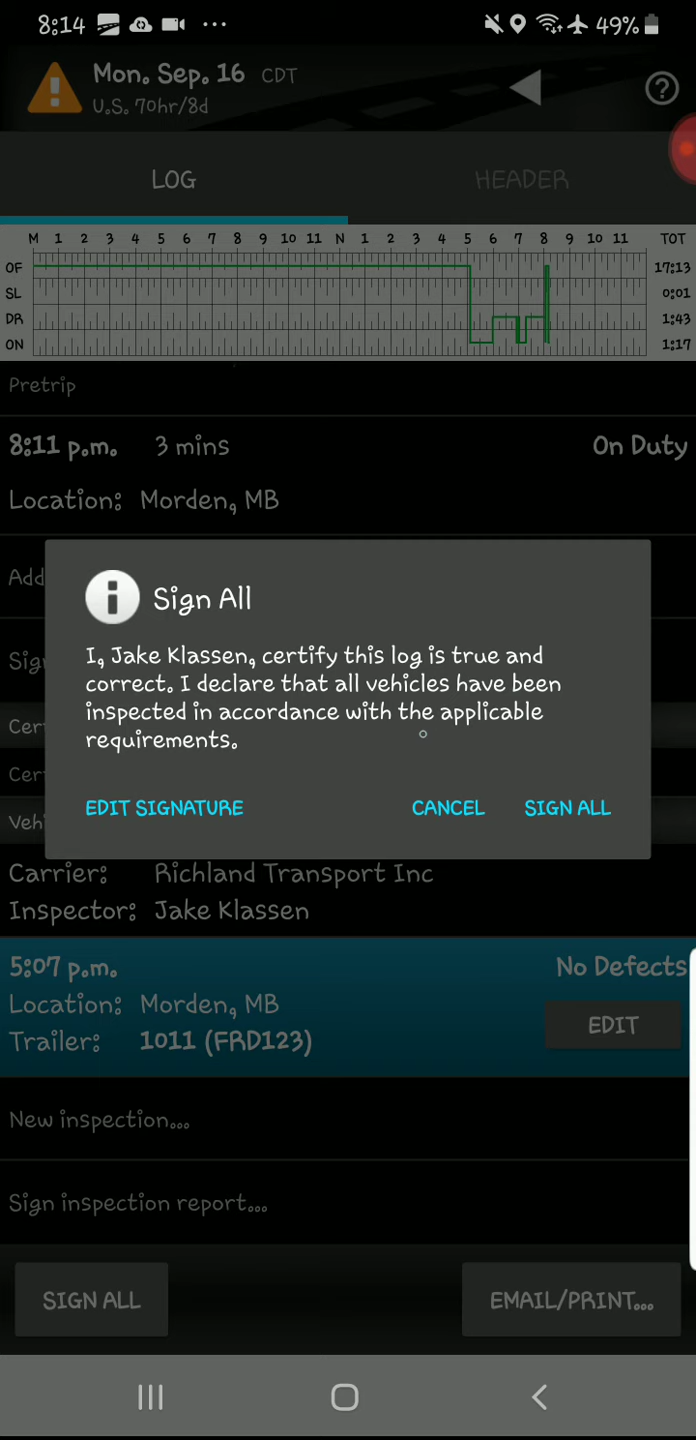 8:14 ... 49%
Mon. Sep. 16 CDT
U.S. 70hr/8d
?
LOG HEADER
M 1 2 3 4 5 6 7 8 9 10 11 N 1 2 3 4 5 6 7 8 9 10 11 TOT
OF 17:13
SL 0:01
DR 1:43
ON 1:17
Pretrip
8:11 p.m. 3 mins On Duty
Location: Morden, MB
Add
Sign All
I, Jake Klassen, certify this log is true and
correct. I declare that all vehicles have been
inspected in accordance with the applicable
requirements.
EDIT SIGNATURE CANCEL SIGN ALL
Sig
Cer
Cer
Veh
Carrier: Richland Transport Inc
Inspector: Jake Klassen
5:07 p.m. No Defects
Location: Morden, MB
Trailer: 1011 (FRD123)
EDIT
New inspection...
Sign inspection report...
SIGN ALL EMAIL/PRINT...